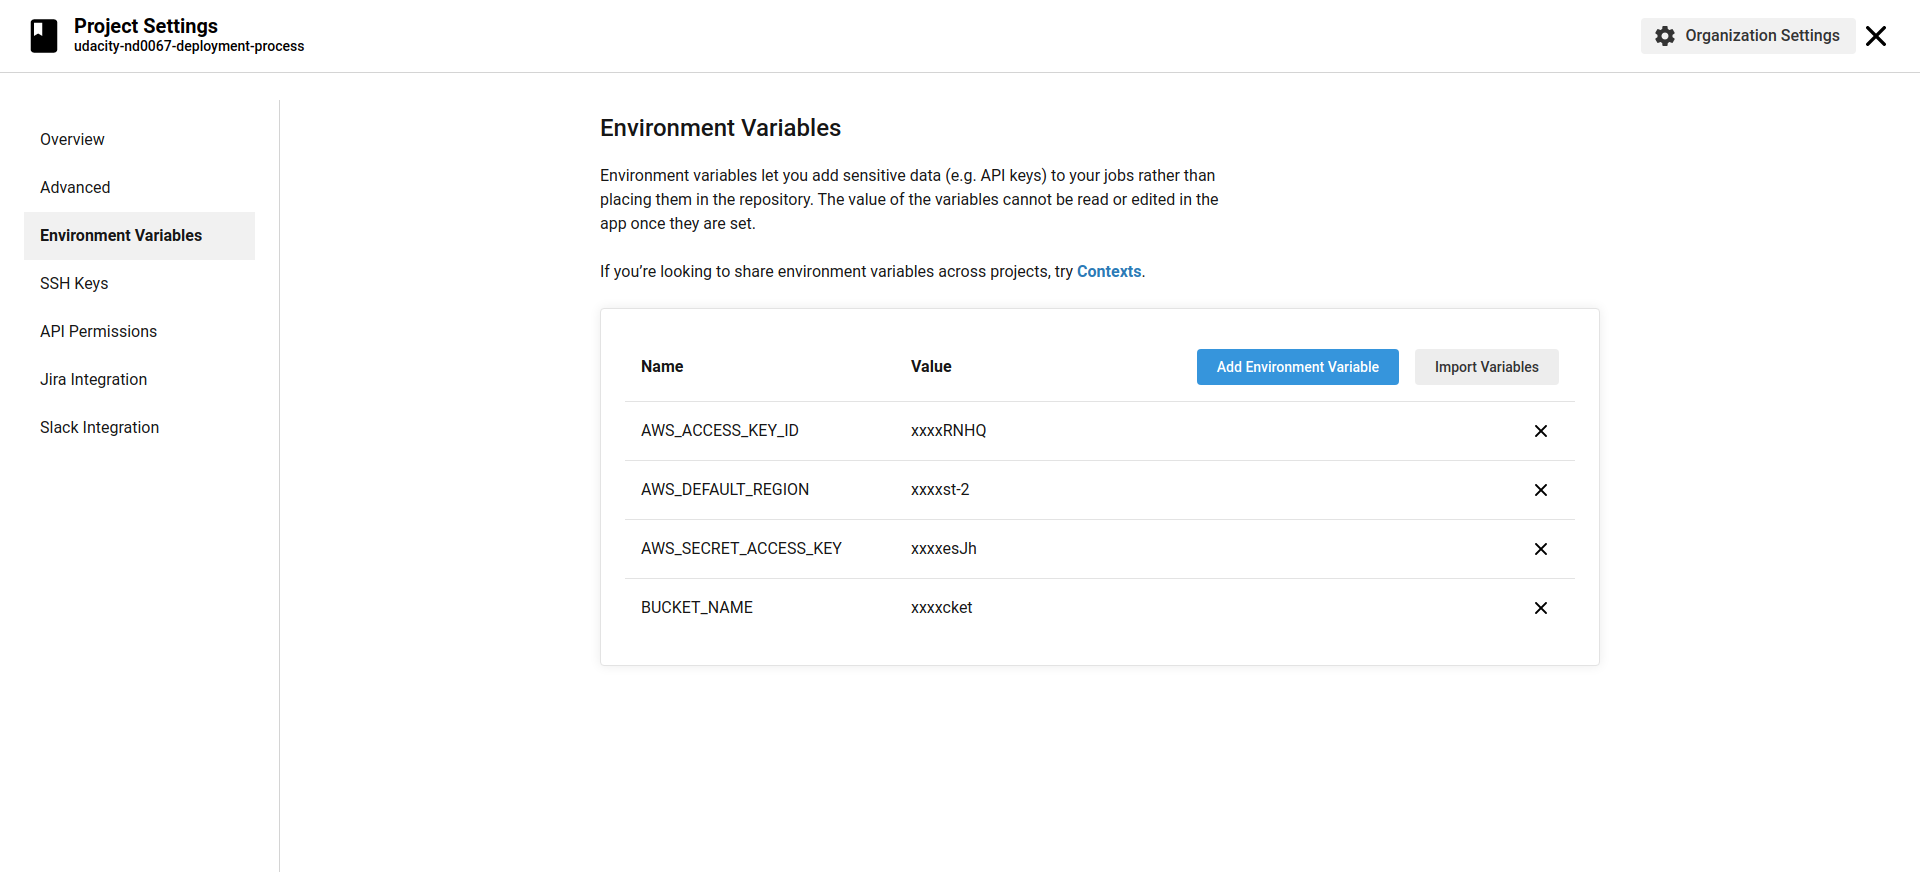 Project Settings
udacity-nd0067-deployment-process
Organization Settings
Overview
Advanced
Environment Variables
SSH Keys
API Permissions
Jira Integration
Slack Integration
Environment Variables
Environment variables let you add sensitive data (e.g. API keys) to your jobs rather than
placing them in the repository. The value of the variables cannot be read or edited in the
app once they are set.
If you’re looking to share environment variables across projects, try Contexts.
Name Value Add Environment Variable Import Variables
AWS_ACCESS_KEY_ID xxxxRNHQ
AWS_DEFAULT_REGION xxxxst-2
AWS_SECRET_ACCESS_KEY xxxxesJh
BUCKET_NAME xxxxcket